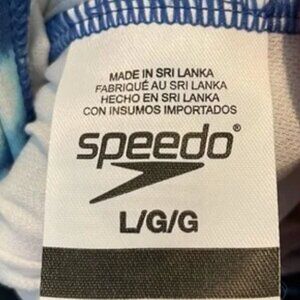 MADE IN SRI LANKA
FABRIQUÉ AU SRI LANKA
HECHO EN SRI LANKA
CON INSUMOS IMPORTADOS
speedo®
L/G/G